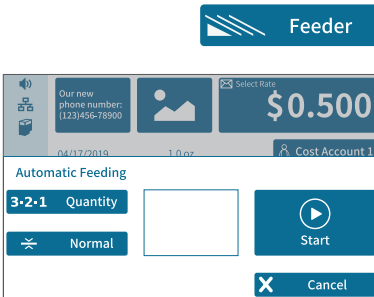 Feeder
Our new
phone number:
(123)456-78900
Select Rate
$0.500
04/17/2019
1.0 oz
Cost Account 1
Automatic Feeding
3•2•1 Quantity
Normal
Start
Cancel